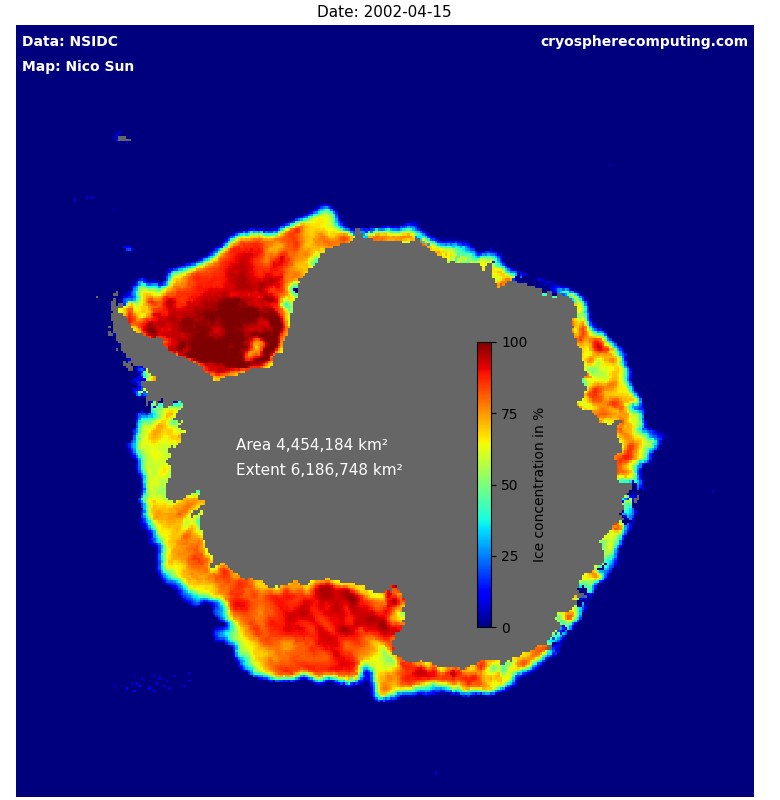 Date: 2002-04-15
Data: NSIDC
cryospherecomputing.com
Map: Nico Sun
Area 4,454,184 km²
Extent 6,186,748 km²
100
75
50
25
0
Ice concentration in %